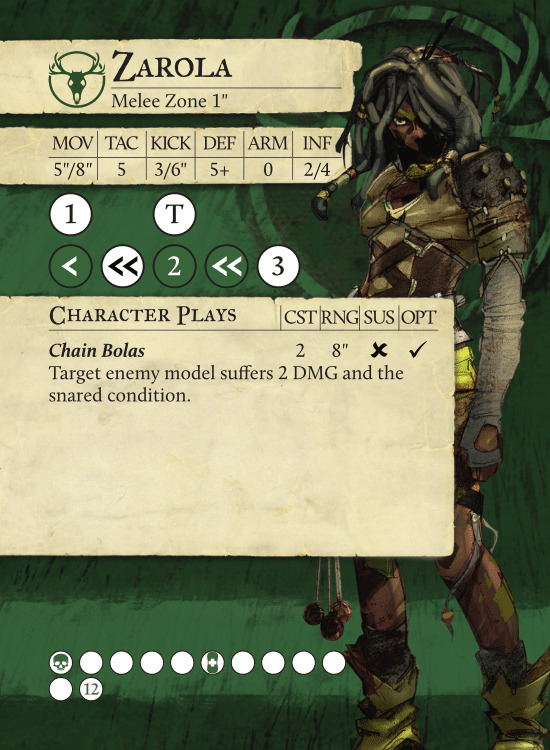 Zarola
Melee Zone 1"
MOV TAC KICK DEF ARM INF
5"/8" 5 3/6" 5+ 0 2/4
1 T
< << 2 << 3
Character Plays CST RNG SUS OPT
Chain Bolas 2 8" ✘ ✓
Target enemy model suffers 2 DMG and the
snared condition.
12